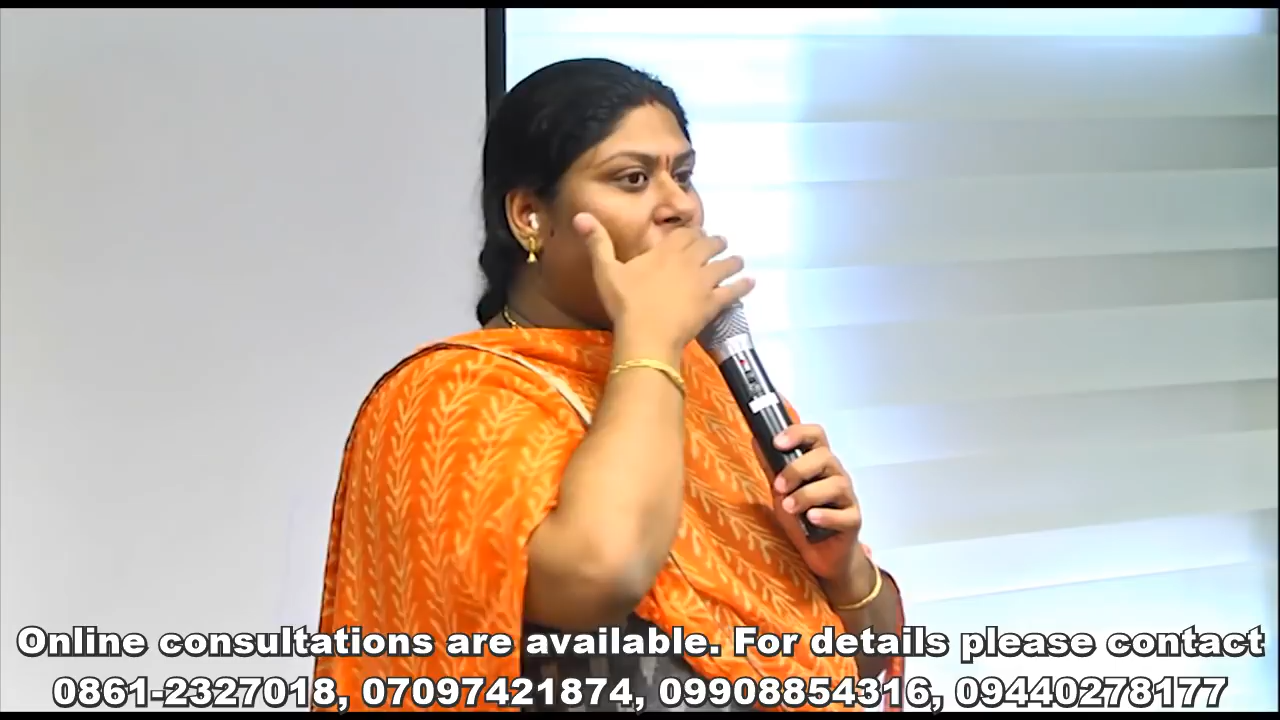 Online consultations are available. For details please contact
0861-2327018, 07097421874, 09908854316, 09440278177